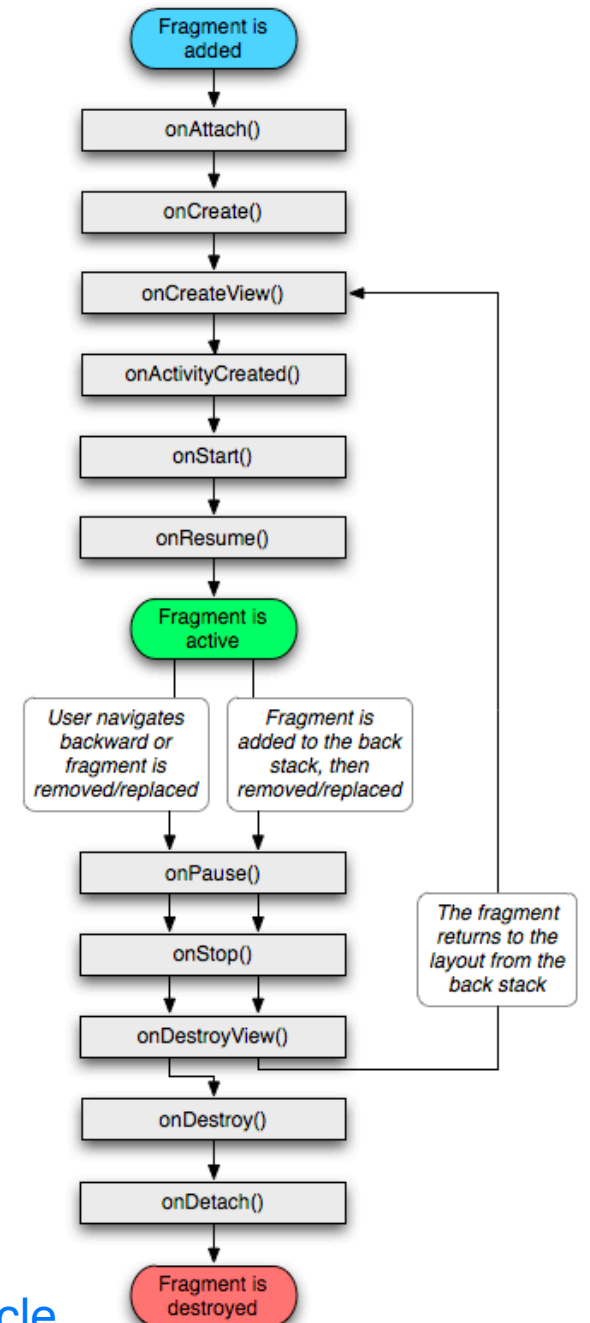 Fragment is
added
onAttach()
onCreate()
onCreateView()
onActivityCreated()
onStart()
onResume()
Fragment is
active
User navigates
backward or
fragment is
removed/replaced
Fragment is
added to the back
stack, then
removed/replaced
onPause()
onStop()
onDestroyView()
The fragment
returns to the
layout from the
back stack
onDestroy()
onDetach()
Fragment is
destroyed
cle